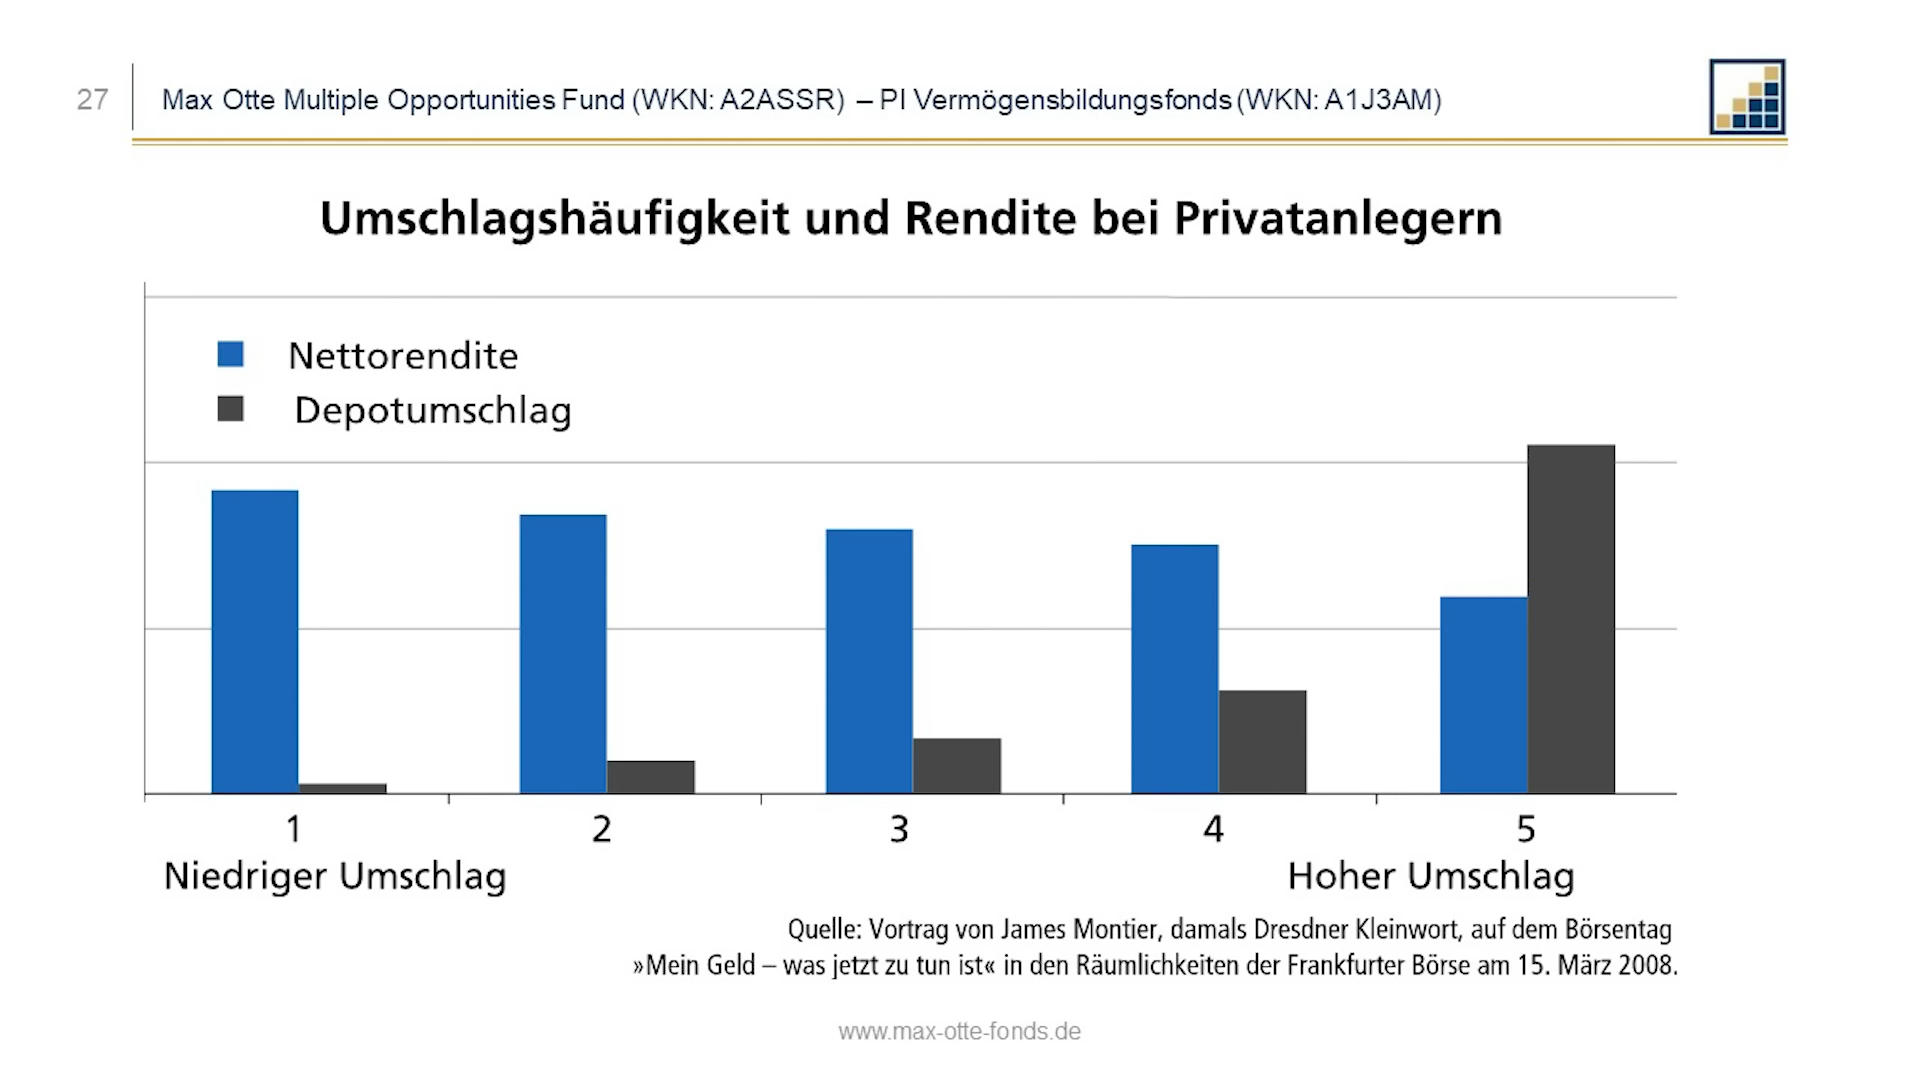 27
Max Otte Multiple Opportunities Fund (WKN: A2ASSR) – PI Vermögensbildungsfonds (WKN: A1J3AM)
Umschlagshäufigkeit und Rendite bei Privatanlegern
Nettorendite
Depotumschlag
1 2 3 4 5
Niedriger Umschlag Hoher Umschlag
Quelle: Vortrag von James Montier, damals Dresdner Kleinwort, auf dem Börsentag
»Mein Geld – was jetzt zu tun ist« in den Räumlichkeiten der Frankfurter Börse am 15. März 2008.
www.max-otte-fonds.de